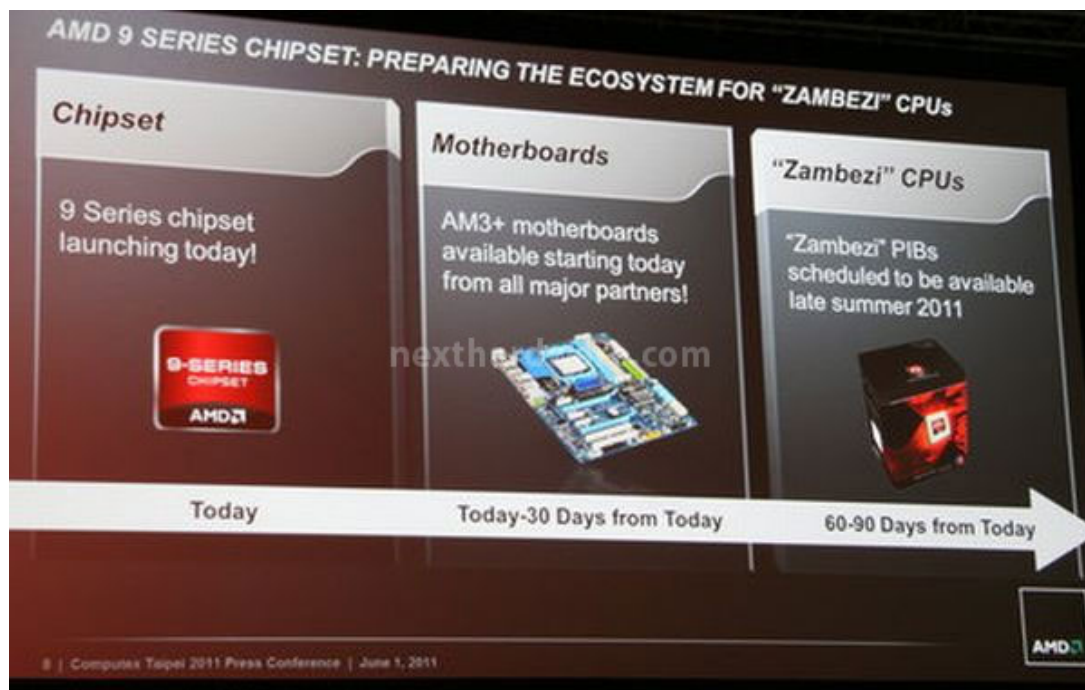 AMD 9 SERIES CHIPSET: PREPARING THE ECOSYSTEM FOR “ZAMBEZI” CPUs
Chipset
9 Series chipset
launching today!
9-SERIES
CHIPSET
AMD
Today
Motherboards
AM3+ motherboards
available starting today
from all major partners!
Today-30 Days from Today
“Zambezi” CPUs
“Zambezi” PIBs
scheduled to be available
late summer 2011
60-90 Days from Today
.com
AMD
8 | Computex Taipei 2011 Press Conference | June 1, 2011